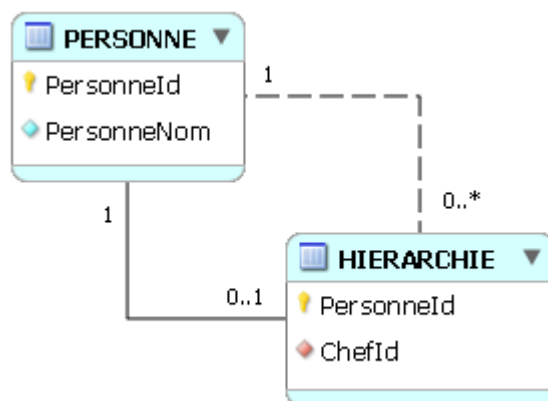 PERSONNE
PersonneId
PersonneNom
1
1
0..*
0..1
HIERARCHIE
PersonneId
ChefId